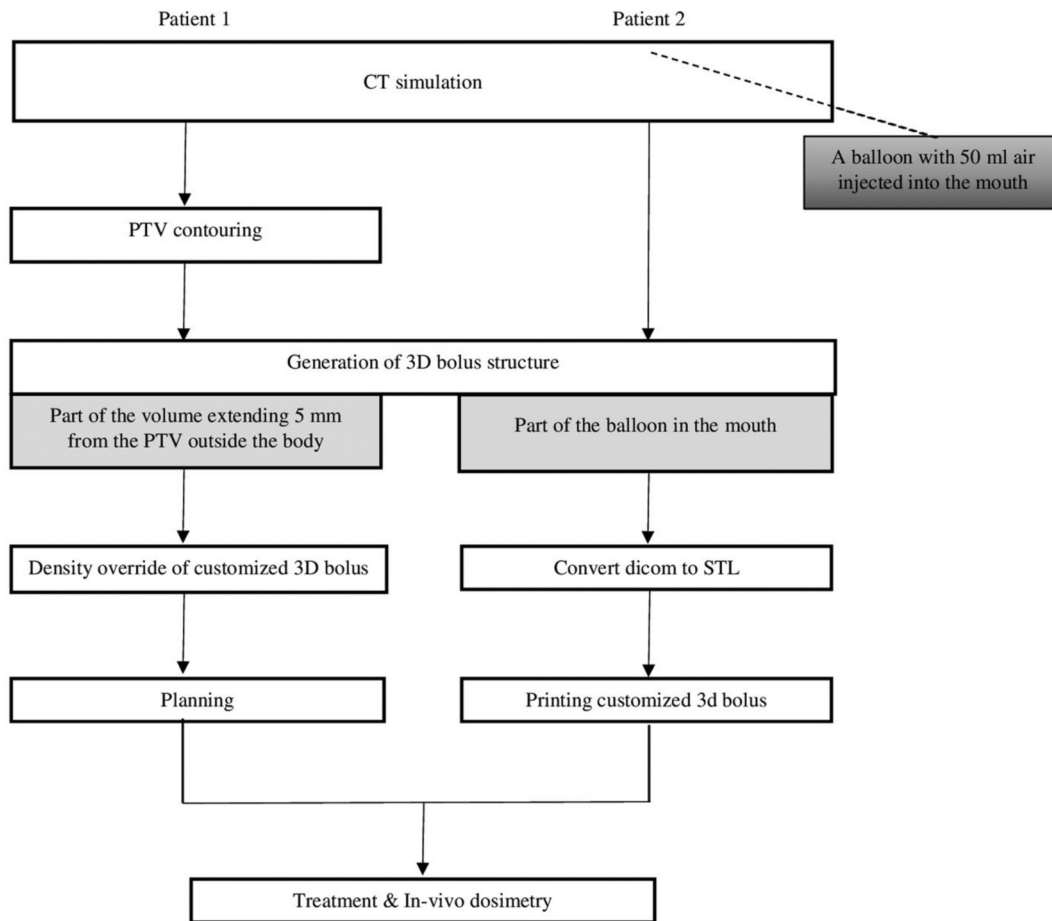 Patient 1
Patient 2
CT simulation
A balloon with 50 ml air
injected into the mouth
PTV contouring
Generation of 3D bolus structure
Part of the volume extending 5 mm
from the PTV outside the body
Part of the balloon in the mouth
Density override of customized 3D bolus
Convert dicom to STL
Planning
Printing customized 3d bolus
Treatment & In-vivo dosimetry